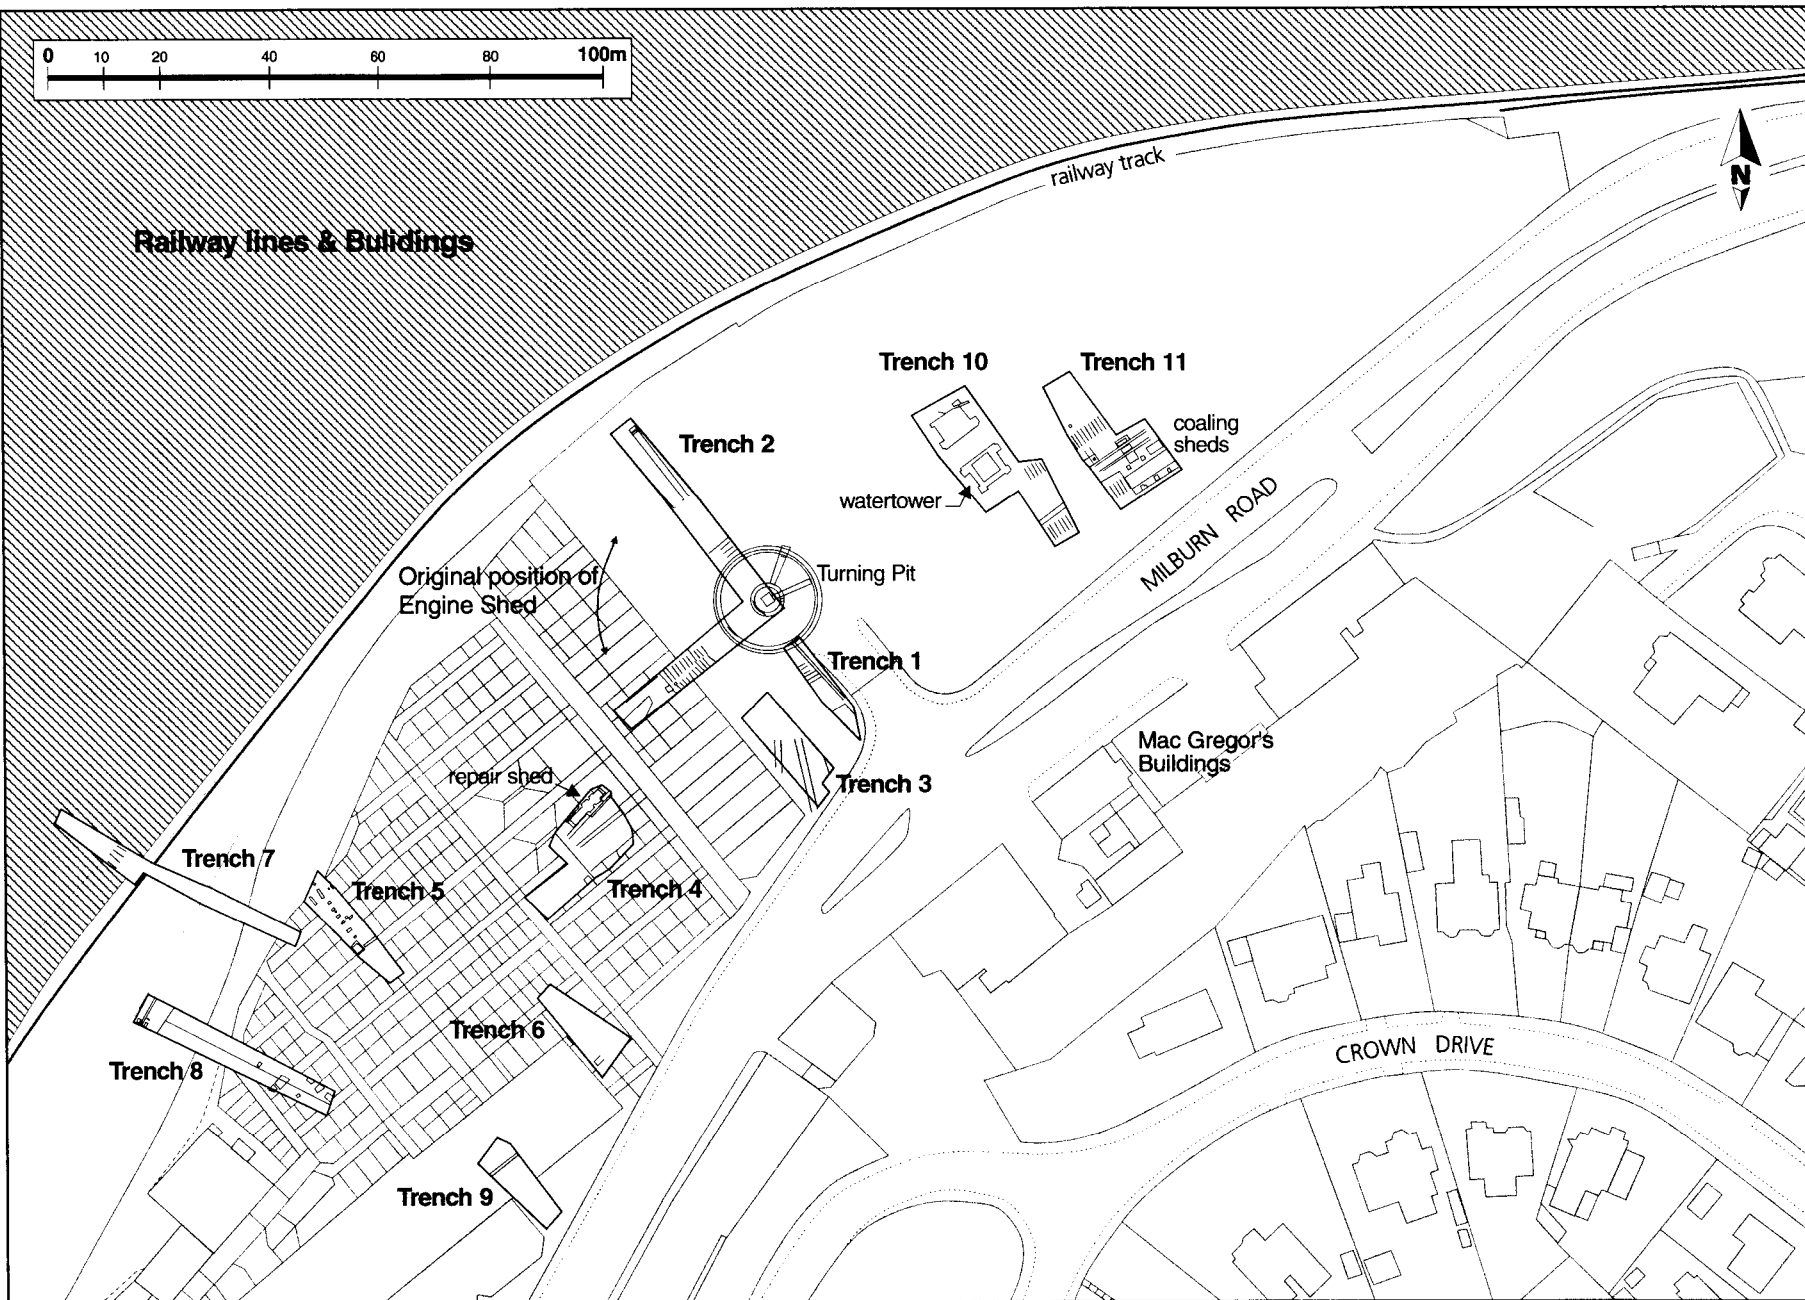 0 10 20 40 60 80 100m
railway track
N
Railway lines & Bulidings
Trench 10
Trench 11
coaling
sheds
Trench 2
watertower
MILBURN ROAD
Turning Pit
Original position of
Engine Shed
Trench 1
Mac Gregor's
Buildings
repair shed
Trench 3
Trench 7
Trench 5
Trench 4
Trench 6
CROWN DRIVE
Trench 8
Trench 9